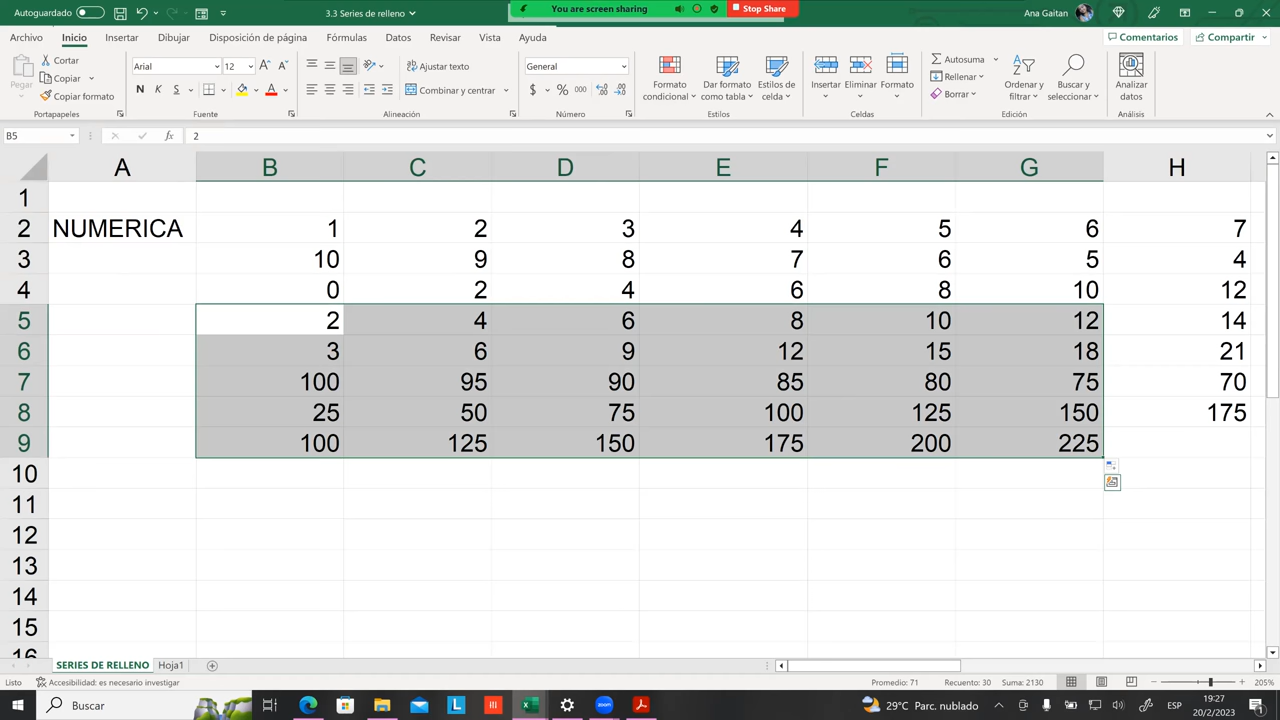 Autoguardado
3.3 Series de relleno
You are screen sharing
Stop Share
Ana Gaitan
Archivo Inicio Insertar Dibujar Disposición de página Fórmulas Datos Revisar Vista Ayuda
Comentarios Compartir
Pegar
Cortar
Copiar
Copiar formato
Portapapeles
Arial 12
N K S
Fuente
Ajustar texto
Combinar y centrar
Alineación
General
$ % 000
Número
Formato condicional
Dar formato como tabla
Estilos de celda
Estilos
Insertar Eliminar Formato
Celdas
Autosuma
Rellenar
Borrar
Ordenar y filtrar
Buscar y seleccionar
Edición
Analizar datos
Análisis
B5 fx 2
A B C D E F G H
1
2 NUMERICA 1 2 3 4 5 6 7
3 10 9 8 7 6 5 4
4 0 2 4 6 8 10 12
5 2 4 6 8 10 12 14
6 3 6 9 12 15 18 21
7 100 95 90 85 80 75 70
8 25 50 75 100 125 150 175
9 100 125 150 175 200 225
10
11
12
13
14
15
16
SERIES DE RELLENO Hoja1
Listo Accesibilidad: es necesario investigar Promedio: 71 Recuento: 30 Suma: 2130 205%
Buscar
zoom
29°C Parc. nublado
ESP
19:27
20/2/2023